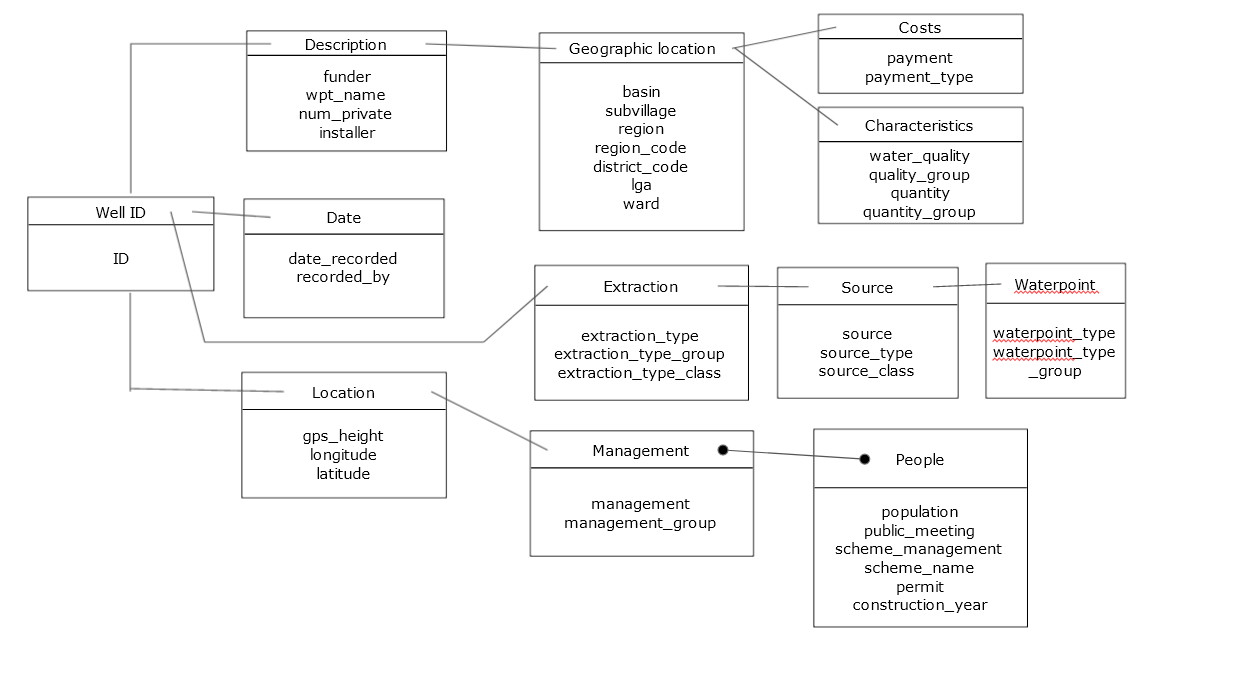 Description
funder
wpt_name
num_private
installer
Geographic location
basin
subvillage
region
region_code
district_code
lga
ward
Costs
payment
payment_type
Characteristics
water_quality
quality_group
quantity
quantity_group
Well ID
ID
Date
date_recorded
recorded_by
Extraction
extraction_type
extraction_type_group
extraction_type_class
Source
source
source_type
source_class
Waterpoint
waterpoint_type
waterpoint_type
_group
Location
gps_height
longitude
latitude
Management
management
management_group
People
population
public_meeting
scheme_management
scheme_name
permit
construction_year